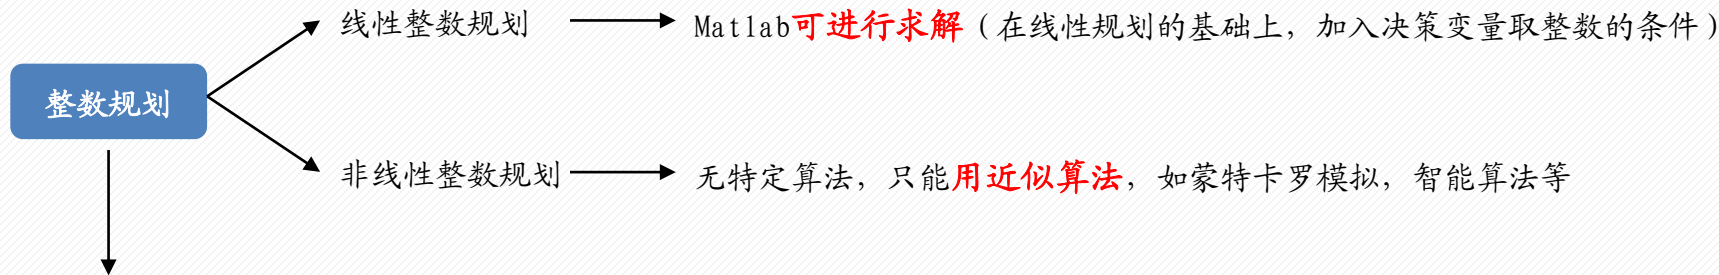 线性整数规划
Matlab可进行求解（在线性规划的基础上，加入决策变量取整数的条件）
整数规划
非线性整数规划
无特定算法，只能用近似算法，如蒙特卡罗模拟，智能算法等